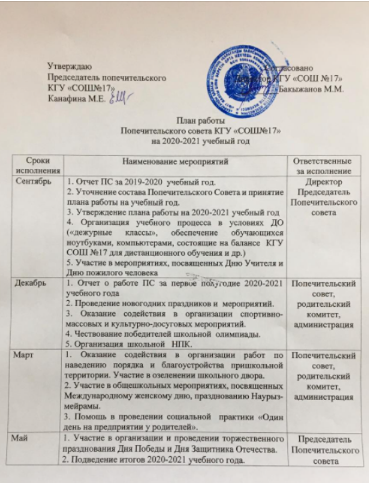 Утверждаю
Председатель попечительского
КГУ «СОШ №17»
Канафина М.Е.
Согласовано
КГУ «СОШ №17»
Бакыжанов М.М.
План работы
Попечительского совета КГУ «СОШ№17»
на 2020-2021 учебный год
Сроки исполнения
Наименование мероприятий
Ответственные за исполнение
Сентябрь
1. Отчет ПС за 2019-2020 учебный год.
2. Уточнение состава Попечительского Совета и принятие
плана работы на учебный год.
3. Утверждение плана работы на 2020-2021 учебный год
4. Организация учебного процесса в условиях ДО
(«дежурные классы», обеспечение обучающихся
ноутбуками, компьютерами, состоящие на балансе КГУ
СОШ №17 для дистанционного обучения и др.)
5. Участие в мероприятиях, посвященных Дню Учителя и
Дню пожилого человека
Директор
Председатель
Попечительского
совета
Декабрь
1. Отчет о работе ПС за первое полугодие 2020-2021
учебного года
2. Проведение новогодних праздников и мероприятий.
3. Оказание содействия в организации спортивно-
массовых и культурно-досуговых мероприятий.
4. Чествование победителей школьной олимпиады.
5. Организация школьной НПК.
Попечительский
совет,
родительский
комитет,
администрация
Март
1. Оказание содействия в организации работ по
наведению порядка и благоустройства пришкольной
территории. Участие в озеленении школьного двора.
2. Участие в общешкольных мероприятиях, посвященных
Международному женскому дню, празднованию Наурыз-
мейрамы.
3. Помощь в проведении социальной практики «Один
день на предприятии у родителей».
Попечительский
совет,
родительский
комитет,
администрация
Май
1. Участие в организации и проведении торжественного
празднования Дня Победы и Дня Защитника Отечества.
2. Подведение итогов 2020-2021 учебного года.
Председатель
Попечительского
совета